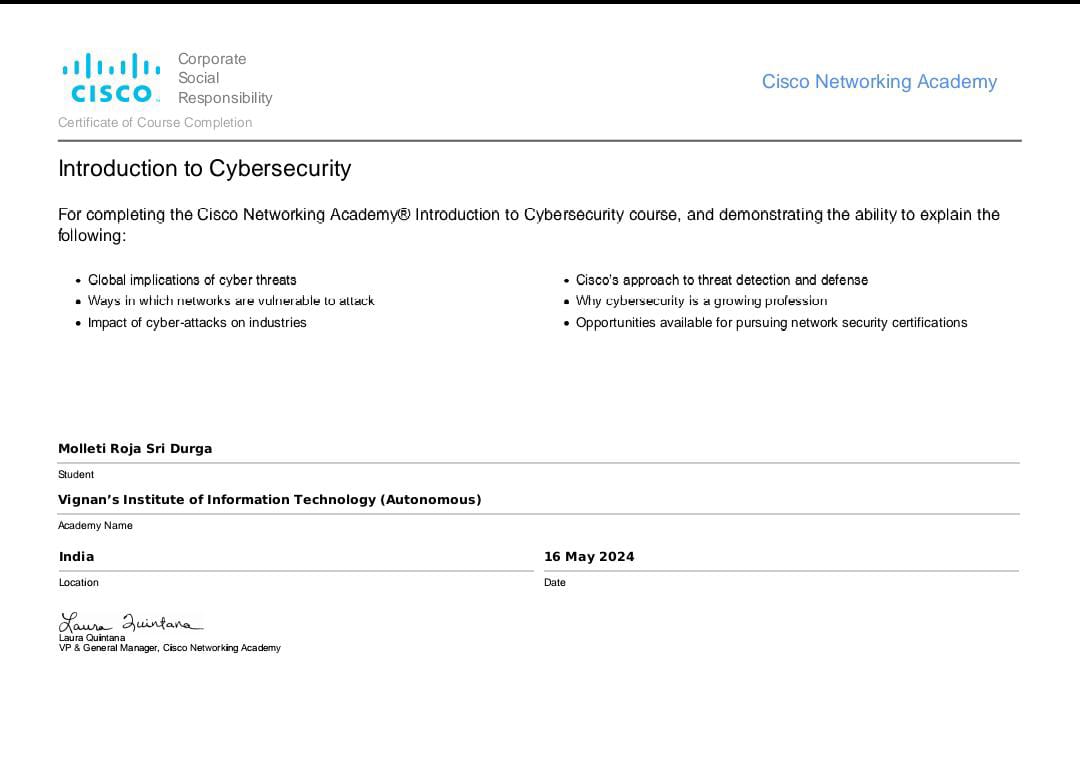 Corporate
Social
Responsibility
CISCO
Cisco Networking Academy
Certificate of Course Completion
Introduction to Cybersecurity
For completing the Cisco Networking Academy® Introduction to Cybersecurity course, and demonstrating the ability to explain the
following:
• Global implications of cyber threats
• Ways in which networks are vulnerable to attack
• Impact of cyber-attacks on industries
• Cisco's approach to threat detection and defense
• Why cybersecurity is a growing profession
• Opportunities available for pursuing network security certifications
Molleti Roja Sri Durga
Student
Vignan’s Institute of Information Technology (Autonomous)
Academy Name
India
Location
16 May 2024
Date
Laura Quintana
Laura Quintana
VP & General Manager, Cisco Networking Academy